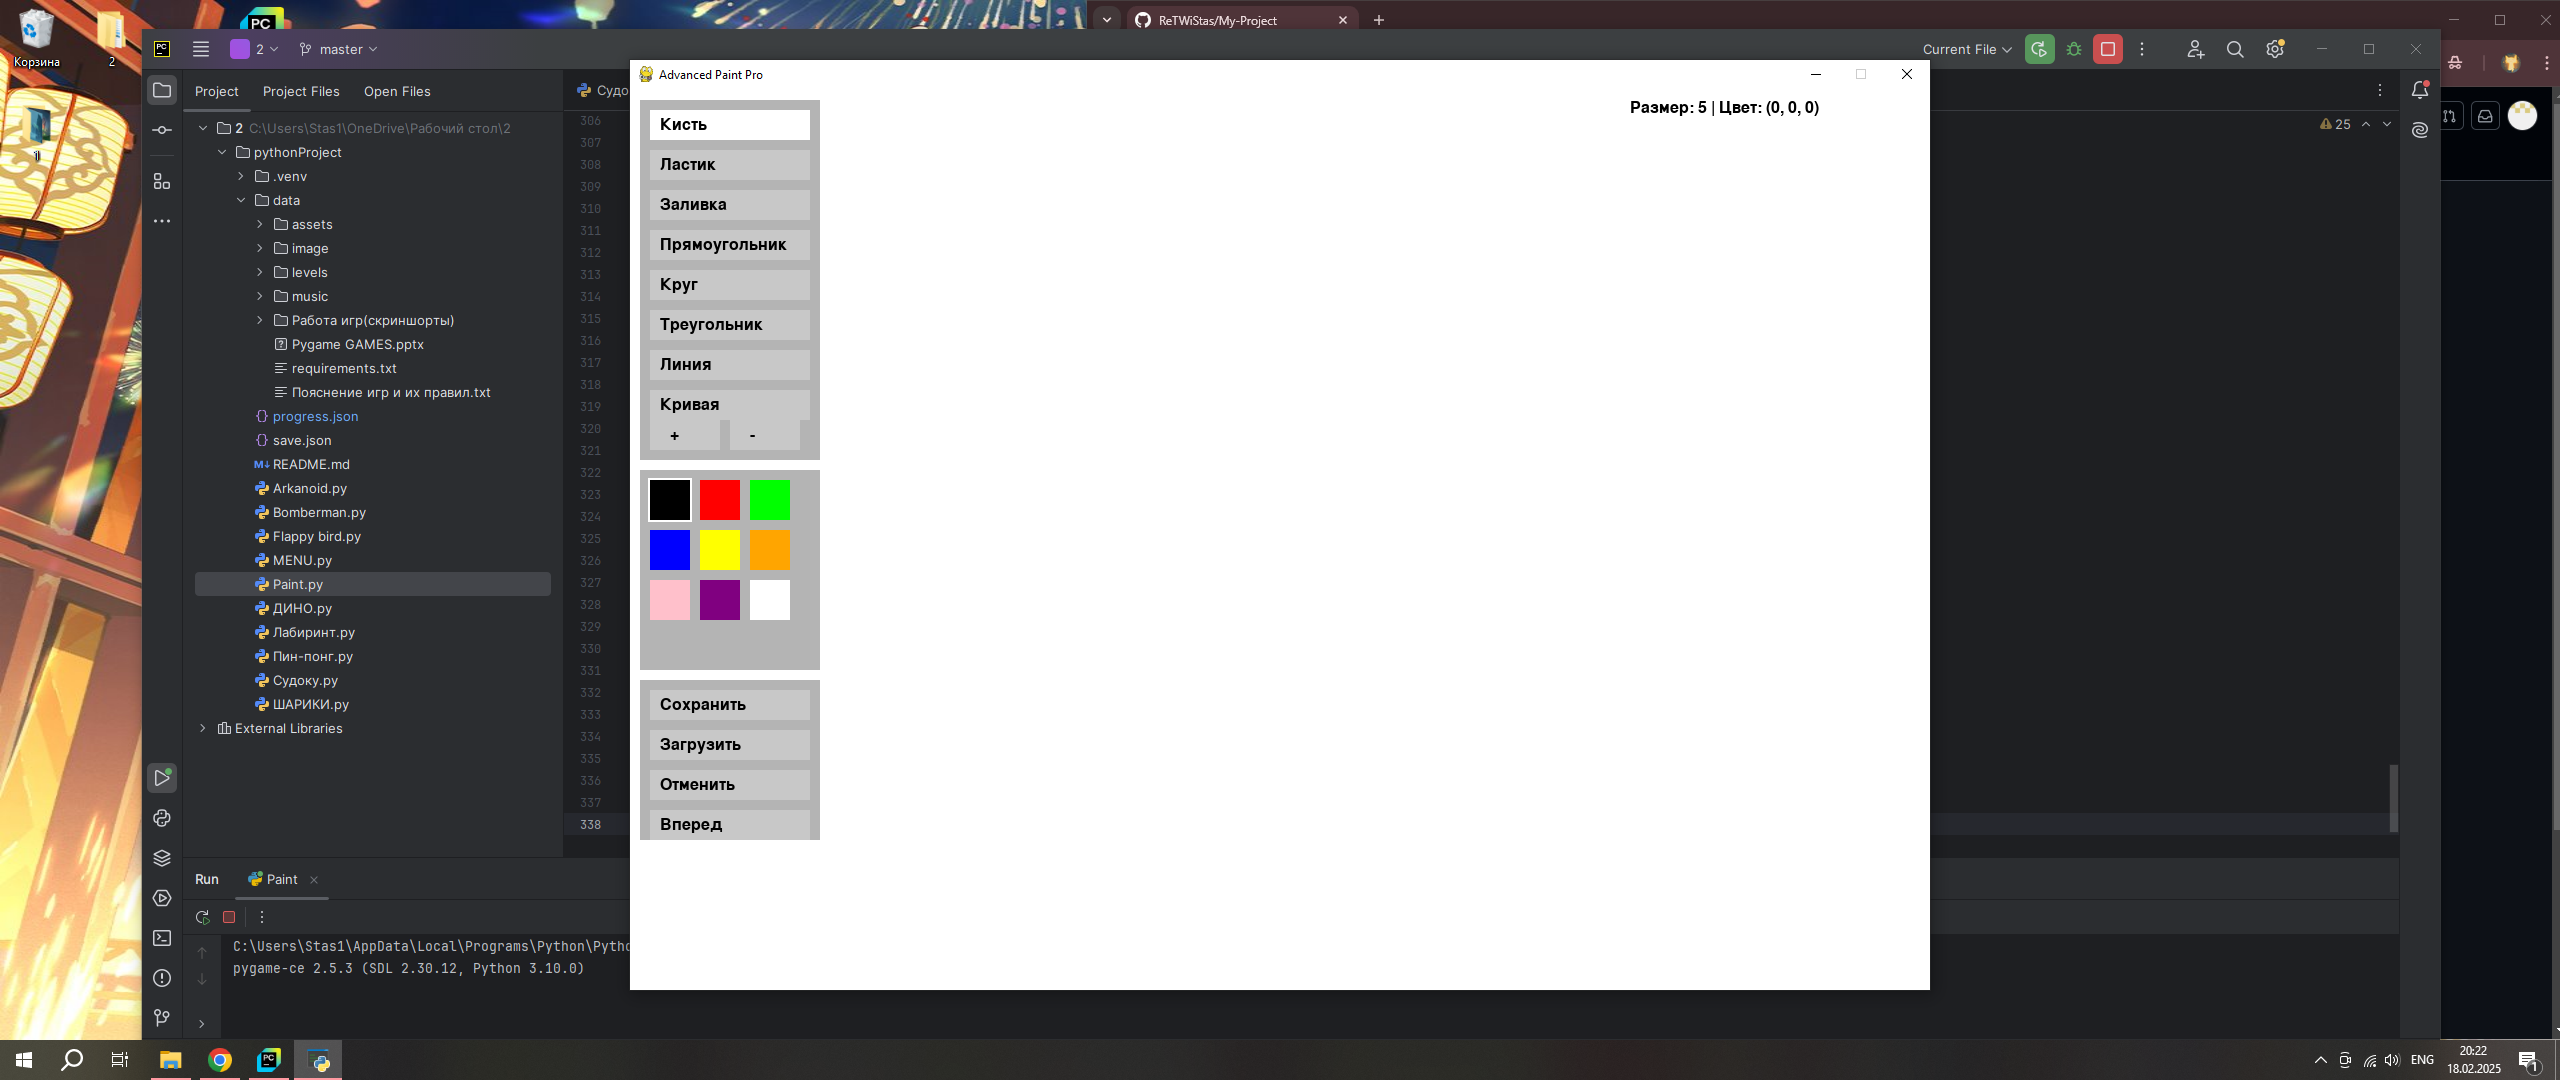 Корзина
2
1
PC
ReTWiStas/My-Project
PC
2
master
Current File
Project
Project Files
Open Files
Судо
2 C:\Users\Stas1\OneDrive\Рабочий стол\2
pythonProject
.venv
data
assets
image
levels
music
Работа игр(скриншорты)
Pygame GAMES.pptx
requirements.txt
Пояснение игр и их правил.txt
progress.json
save.json
README.md
Arkanoid.py
Bomberman.py
Flappy bird.py
MENU.py
Paint.py
ДИНО.py
Лабиринт.py
Пин-понг.py
Судоку.py
ШАРИКИ.py
External Libraries
306
307
308
309
310
311
312
313
314
315
316
317
318
319
320
321
322
323
324
325
326
327
328
329
330
331
332
333
334
335
336
337
338
25
Advanced Paint Pro
Размер: 5 | Цвет: (0, 0, 0)
Кисть
Ластик
Заливка
Прямоугольник
Круг
Треугольник
Линия
Кривая
+ -
Сохранить
Загрузить
Отменить
Вперед
Run
Paint
C:\Users\Stas1\AppData\Local\Programs\Python\Pytho
pygame-ce 2.5.3 (SDL 2.30.12, Python 3.10.0)
ENG
20:22
18.02.2025
1